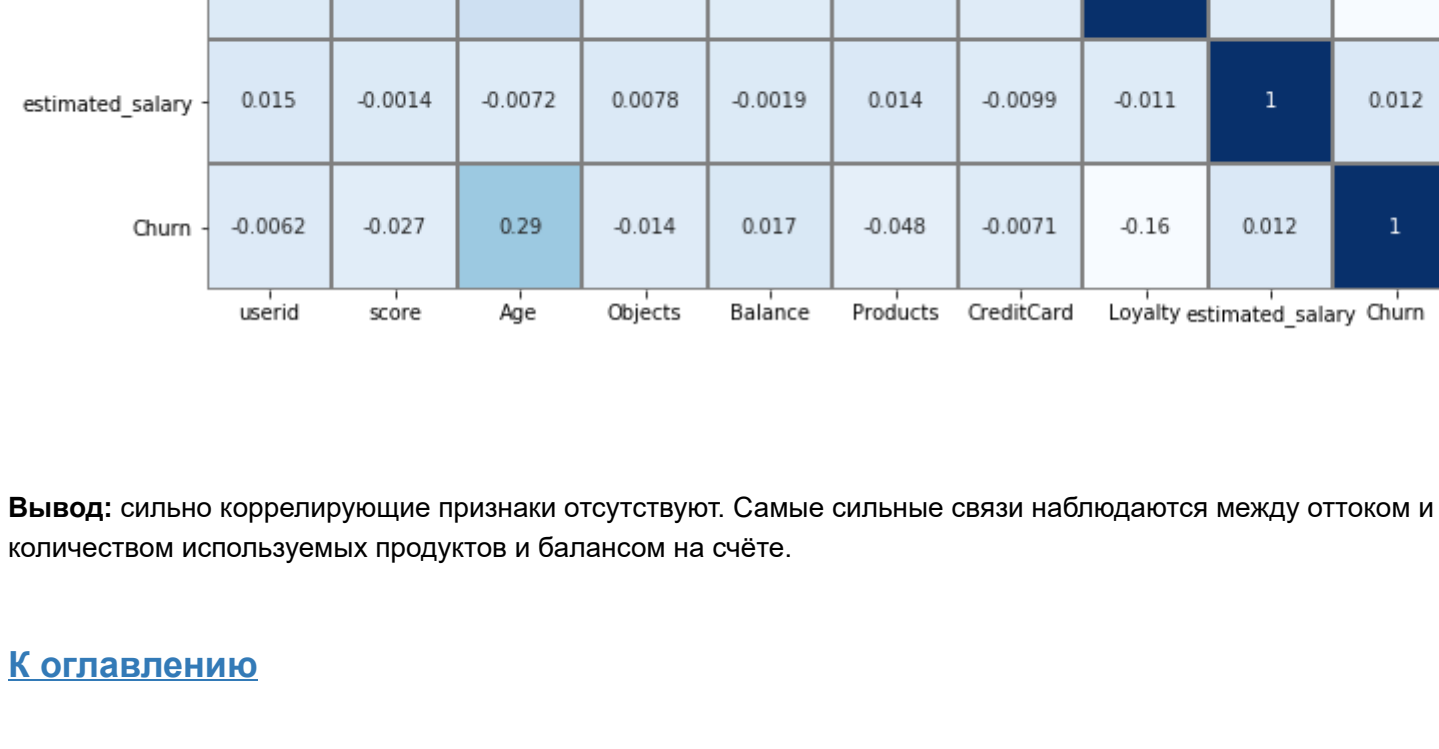 estimated_salary 0.015 -0.0014 -0.0072 0.0078 -0.0019 0.014 -0.0099 -0.011 1 0.012
Churn -0.0062 -0.027 0.29 -0.014 0.017 -0.048 -0.0071 -0.16 0.012 1
userid score Age Objects Balance Products CreditCard Loyalty estimated_salary Churn
Вывод: сильно коррелирующие признаки отсутствуют. Самые сильные связи наблюдаются между оттоком и
количеством используемых продуктов и балансом на счёте.
К оглавлению